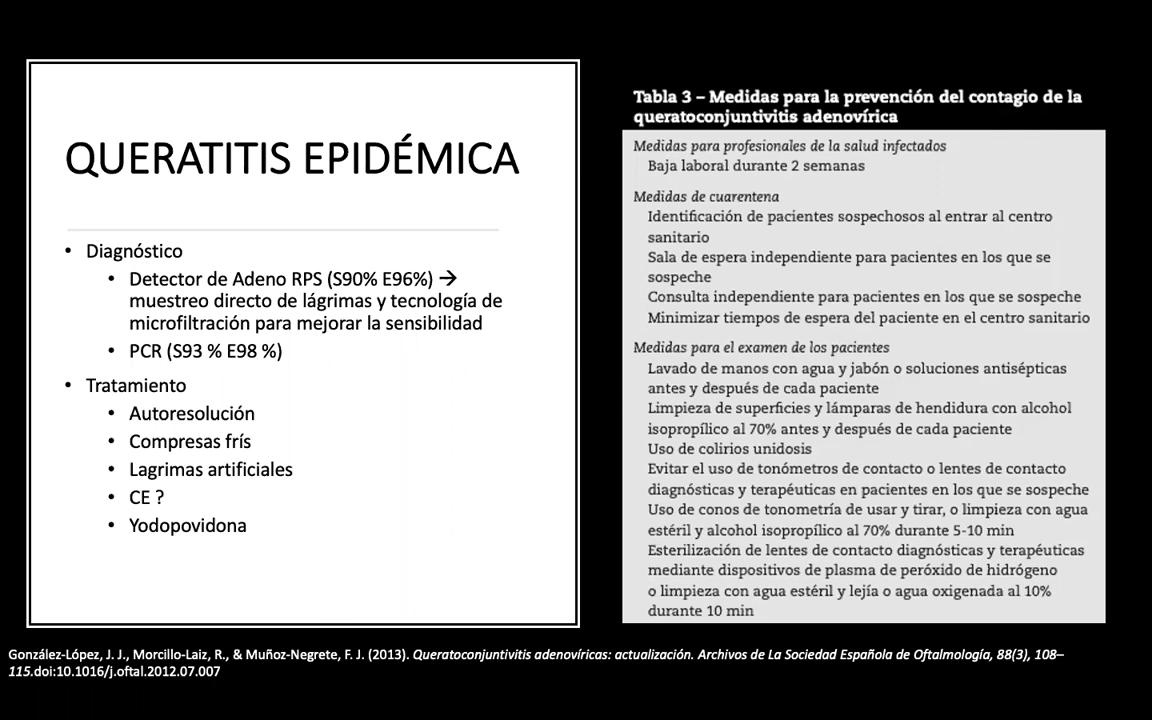 QUERATITIS EPIDÉMICA
• Diagnóstico
• Detector de Adeno RPS (S90% E96%) →
muestreo directo de lágrimas y tecnología de
microfiltración para mejorar la sensibilidad
• PCR (S93 % E98 %)
• Tratamiento
• Autoresolución
• Compresas frís
• Lagrimas artificiales
• CE ?
• Yodopovidona
Tabla 3 – Medidas para la prevención del contagio de la
queratoconjuntivitis adenovírica
Medidas para profesionales de la salud infectados
Baja laboral durante 2 semanas
Medidas de cuarentena
Identificación de pacientes sospechosos al entrar al centro
sanitario
Sala de espera independiente para pacientes en los que se
sospeche
Consulta independiente para pacientes en los que se sospeche
Minimizar tiempos de espera del paciente en el centro sanitario
Medidas para el examen de los pacientes
Lavado de manos con agua y jabón o soluciones antisépticas
antes y después de cada paciente
Limpieza de superficies y lámparas de hendidura con alcohol
isopropílico al 70% antes y después de cada paciente
Uso de colirios unidosis
Evitar el uso de tonómetros de contacto o lentes de contacto
diagnósticas y terapéuticas en pacientes en los que se sospeche
Uso de conos de tonometría de usar y tirar, o limpieza con agua
estéril y alcohol isopropílico al 70% durante 5-10 min
Esterilización de lentes de contacto diagnósticas y terapéuticas
mediante dispositivos de plasma de peróxido de hidrógeno
o limpieza con agua estéril y lejía o agua oxigenada al 10%
durante 10 min
González-López, J. J., Morcillo-Laiz, R., & Muñoz-Negrete, F. J. (2013). Queratoconjuntivitis adenovíricas: actualización. Archivos de La Sociedad Española de Oftalmología, 88(3), 108–
115.doi:10.1016/j.oftal.2012.07.007